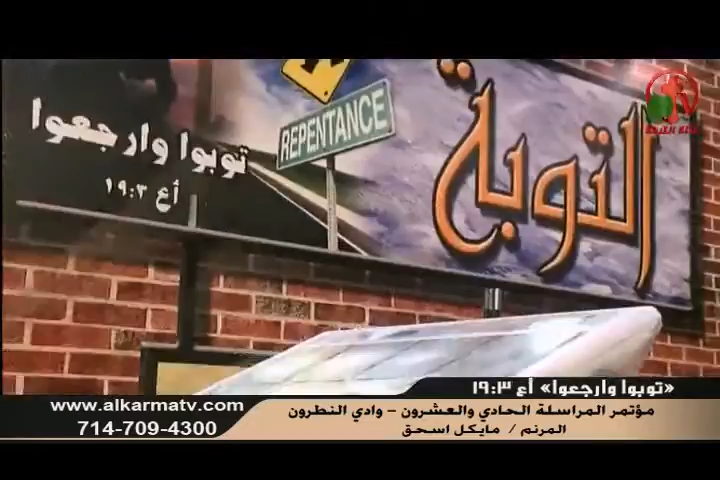 التوبة
REPENTANCE
توبوا وارجعوا
أع ٣:١٩
TV
«توبوا وارجعوا» أع ٣:١٩
www.alkarmatv.com
714-709-4300
مؤتمر المراسلة الحادي والعشرون - وادي النطرون
المرنم / مايكل اسحق